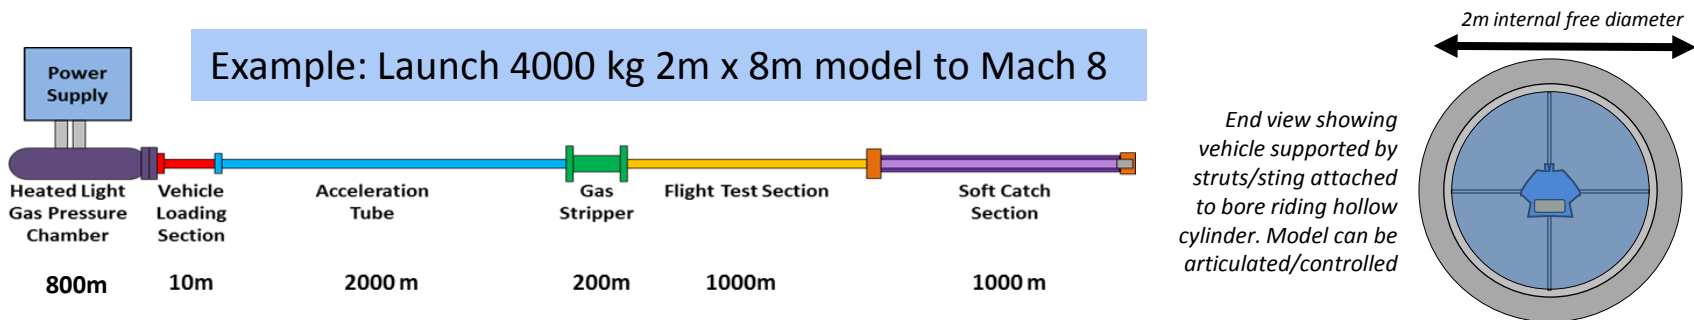 Example: Launch 4000 kg 2m x 8m model to Mach 8
Power
Supply
Heated Light
Gas Pressure
Chamber
Vehicle
Loading
Section
Acceleration
Tube
Gas
Stripper
Flight Test Section
Soft Catch
Section
800m
10m
2000 m
200m
1000m
1000 m
2m internal free diameter
End view showing
vehicle supported by
struts/sting attached
to bore riding hollow
cylinder. Model can be
articulated/controlled